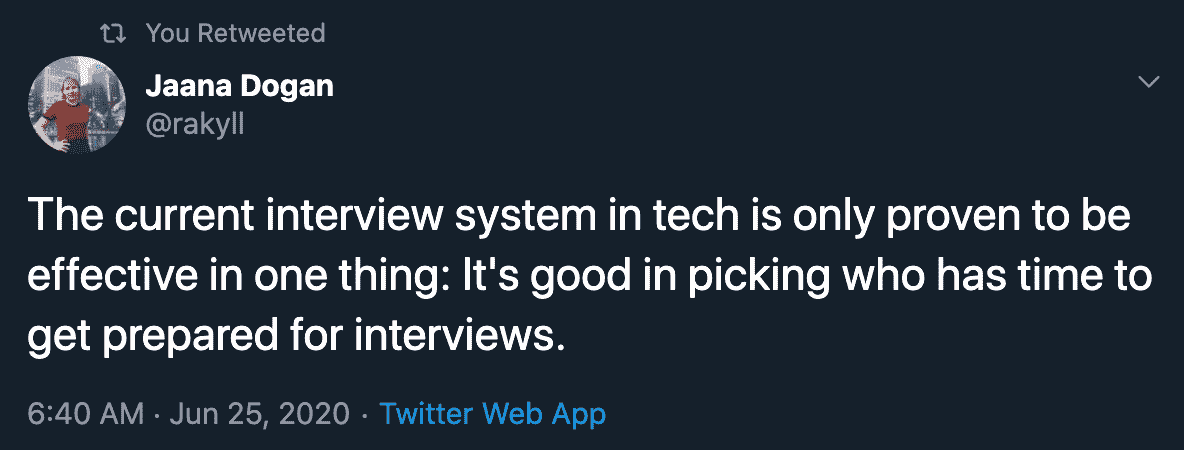 You Retweeted
Jaana Dogan
@rakyll
The current interview system in tech is only proven to be
effective in one thing: It's good in picking who has time to
get prepared for interviews.
6:40 AM · Jun 25, 2020 · Twitter Web App